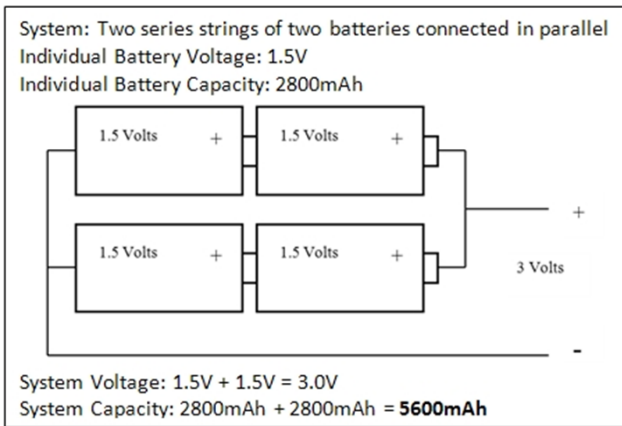 System: Two series strings of two batteries connected in parallel
Individual Battery Voltage: 1.5V
Individual Battery Capacity: 2800mAh
1.5 Volts + 1.5 Volts +
1.5 Volts + 1.5 Volts +
+
3 Volts
-
System Voltage: 1.5V + 1.5V = 3.0V
System Capacity: 2800mAh + 2800mAh = 5600mAh